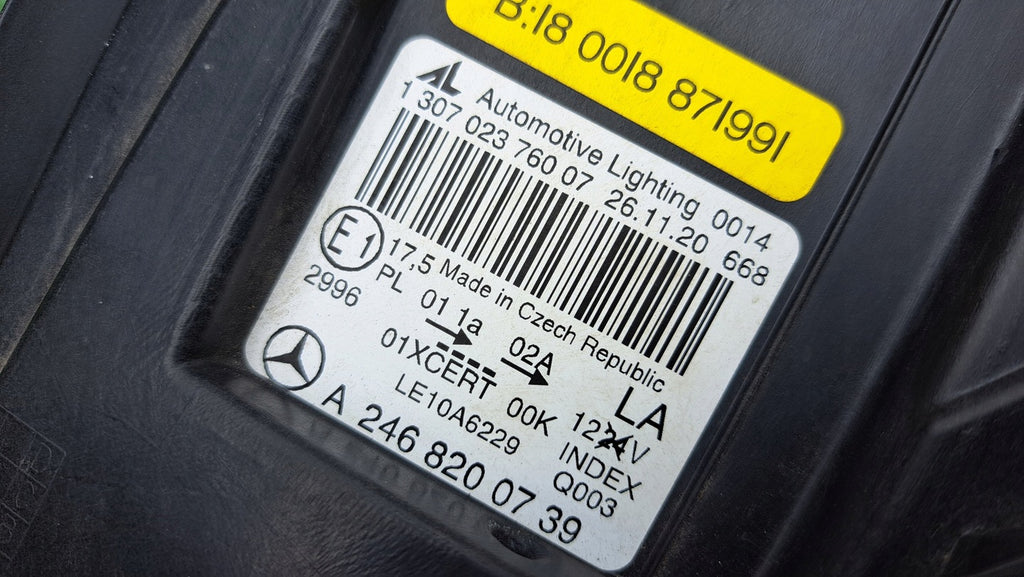 B:I8 00I8 87I99I
AL Automotive Lighting 0014
1 307 023 760 07 26.11.20 668
E1 17,5 Made in Czech Republic
2996 PL 01 1a 02A LA
01XCERT 00K 12 24V
LE10A6229 INDEX
Q003
A 246 820 07 39